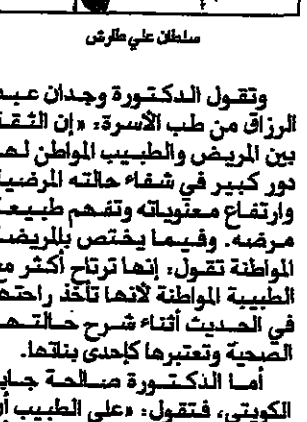 سلطان علي طارش
وتقول الدكتورة وجدان عبد
الرزاق من طب الأسرة: «إن الثقة
بين المريض والطبيب المواطن لها
دور كبير في شفاء حالته المرضية
وارتفاع معنوياته وتفهم طبيعة
مرضه. وفيما يختص بالمريضة
المواطنة تقول: إنها ترتاح أكثر مع
الطبيبة المواطنة لأنها تأخذ راحتها
في الحديث أثناء شرح حالتها
الصحية وتعتبرها كإحدى بناتها.
أما الدكتورة صالحة جابر
الكويتي، فتقول: «على الطبيب أن